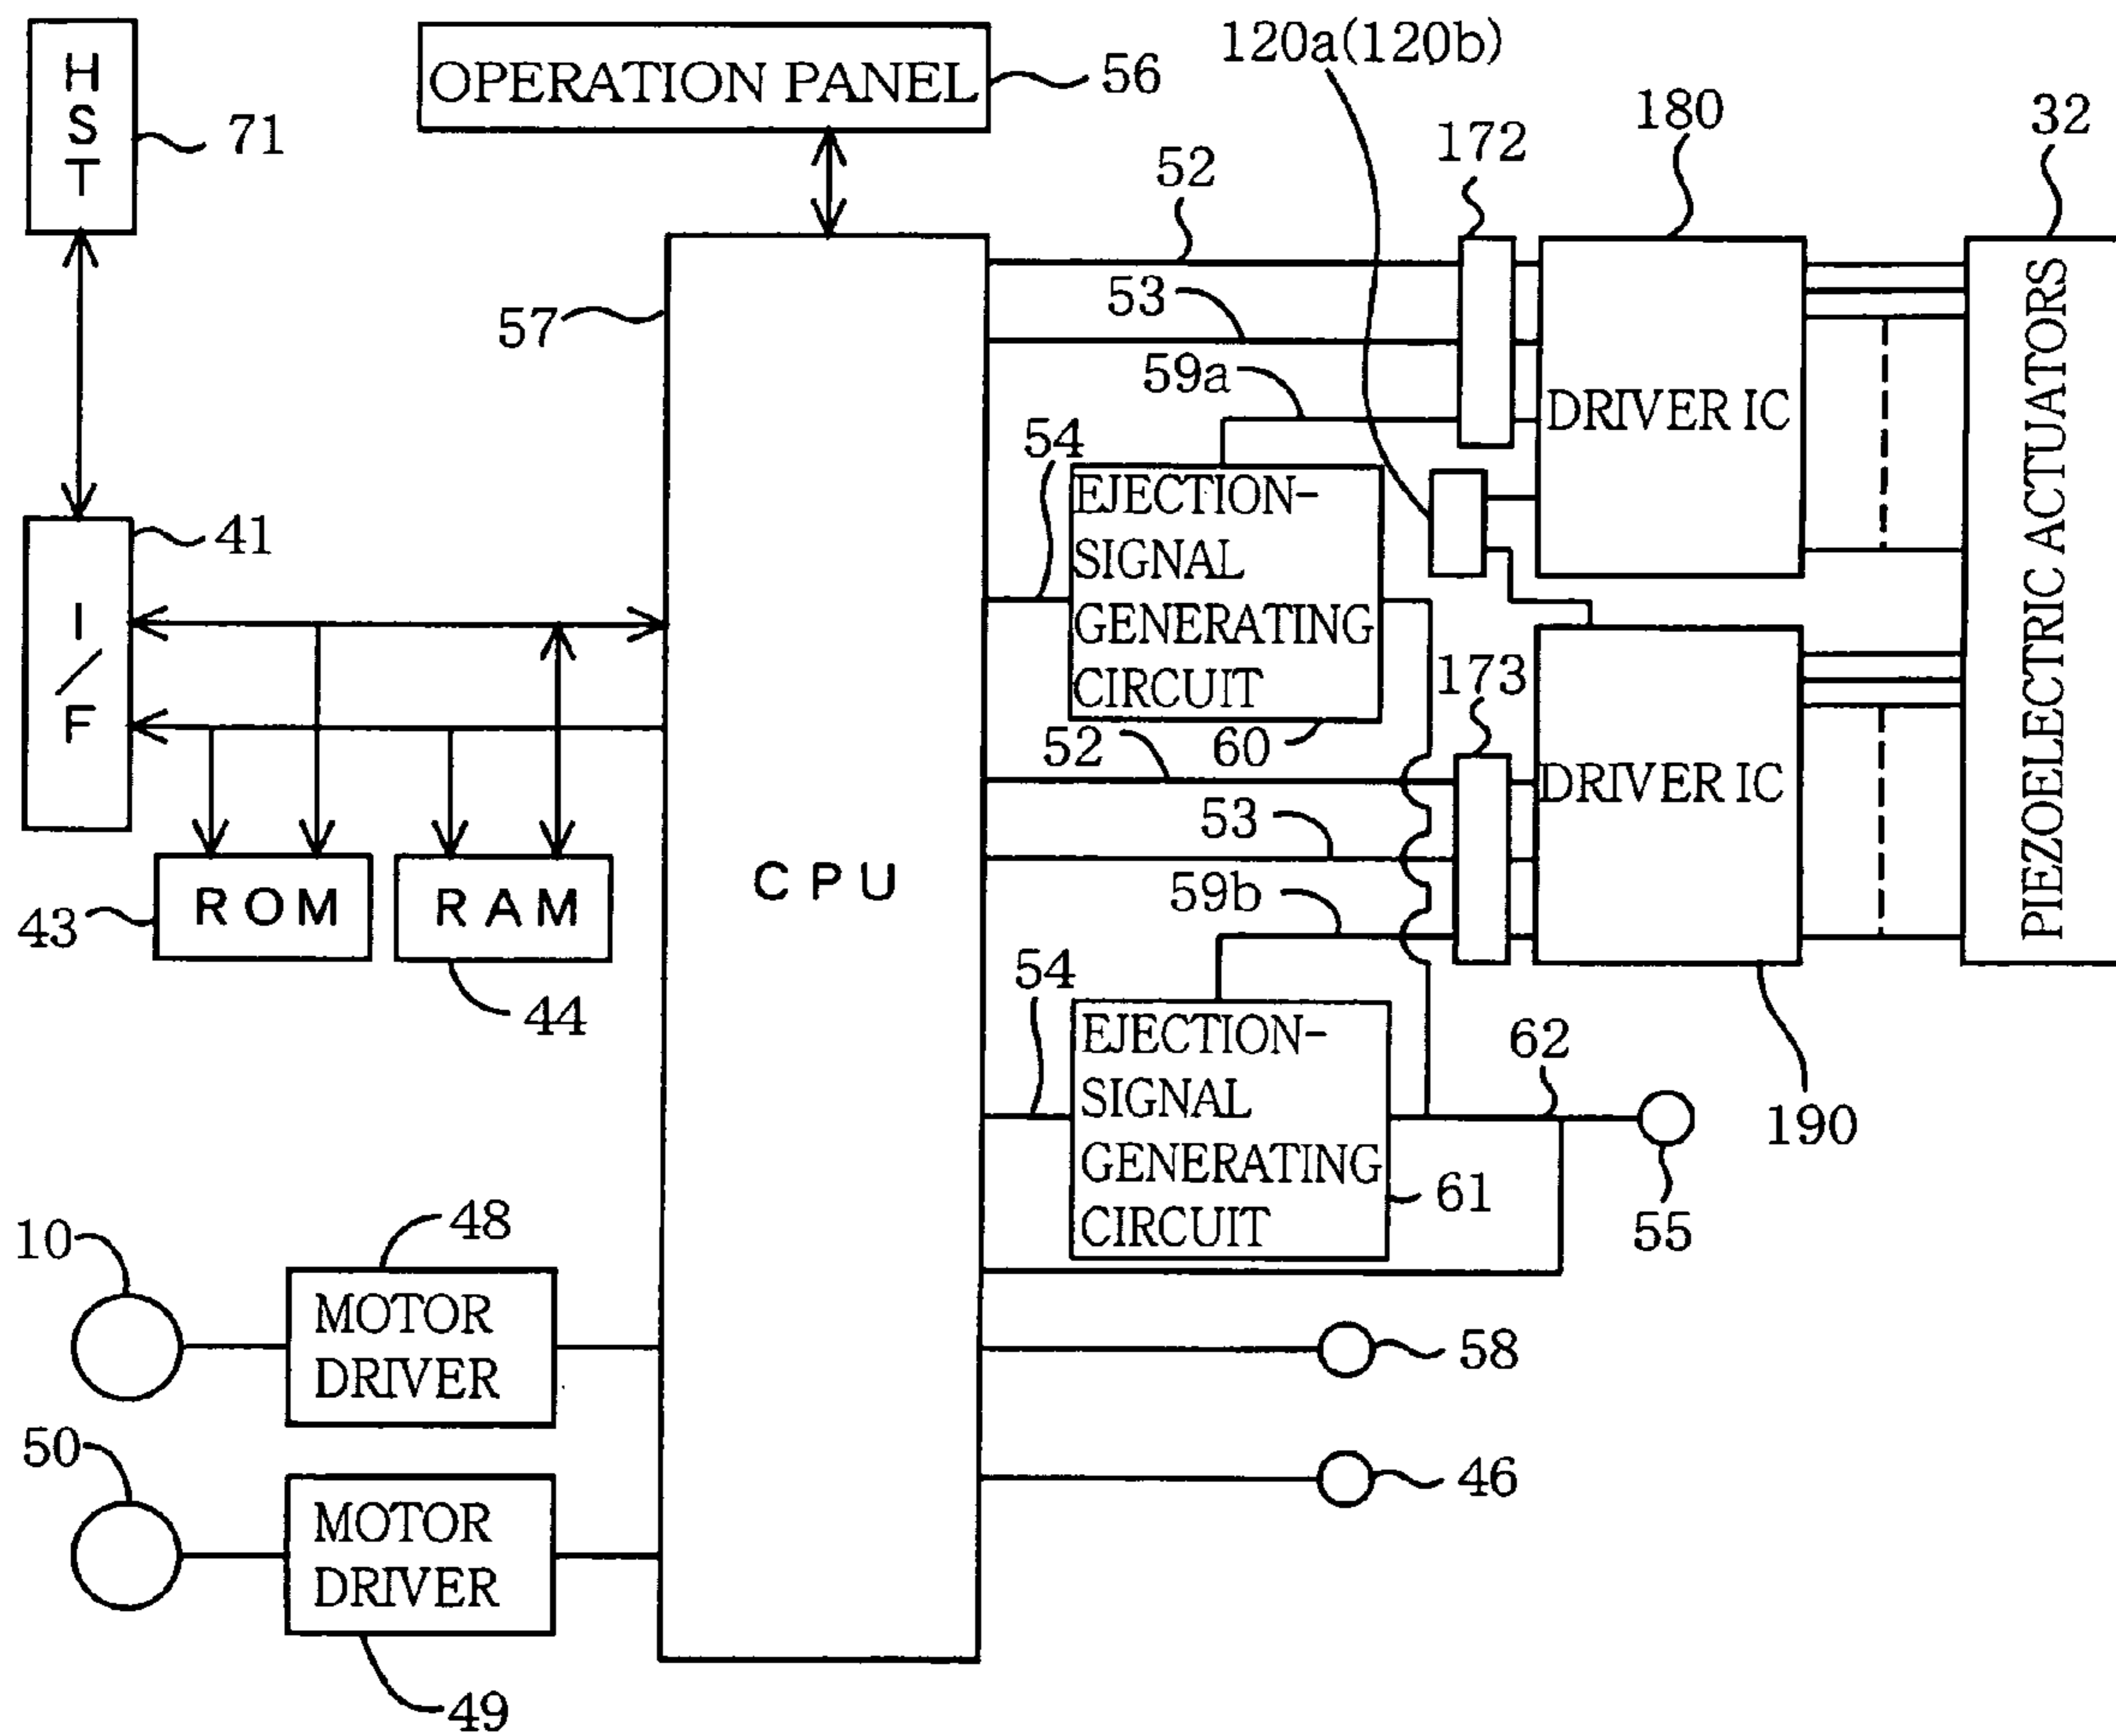 H
S
T
71
OPERATION PANEL
56
120a(120b)
172
180
32
52
53
57
59a
54
DRIVER IC
PIEZOELECTRIC ACTUATORS
41
I/F
EJECTION-
SIGNAL
GENERATING
CIRCUIT
60
173
52
53
DRIVER IC
CPU
59b
43
ROM
RAM
44
54
EJECTION-
SIGNAL
GENERATING
CIRCUIT
61
62
190
55
10
48
MOTOR
DRIVER
58
50
MOTOR
DRIVER
46
49